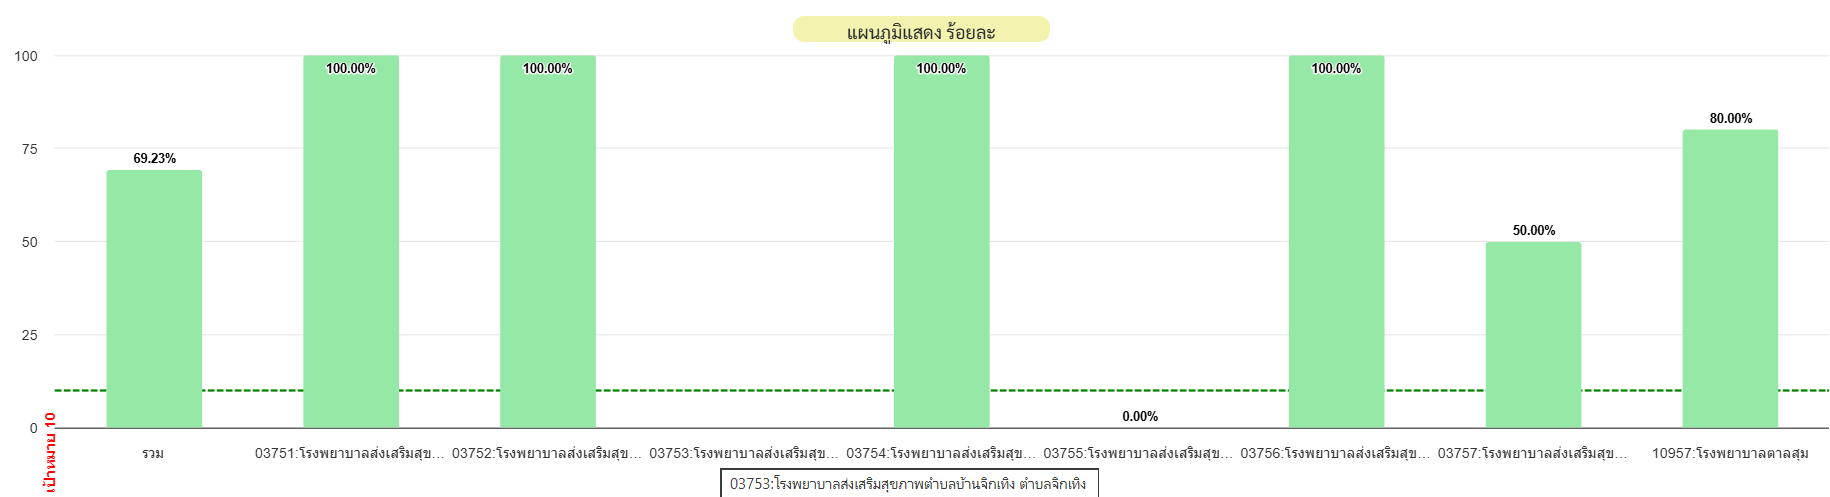 แผนภูมิแสดง ร้อยละ
100
75
50
25
0
เป้าหมาย 10
69.23%
100.00%
100.00%
100.00%
0.00%
100.00%
50.00%
80.00%
รวม
03751:โรงพยาบาลส่งเสริมสุข...
03752:โรงพยาบาลส่งเสริมสุข...
03753:โรงพยาบาลส่งเสริมสุข...
03754:โรงพยาบาลส่งเสริมสุข...
03755:โรงพยาบาลส่งเสริมสุข...
03756:โรงพยาบาลส่งเสริมสุข...
03757:โรงพยาบาลส่งเสริมสุข...
10957:โรงพยาบาลตาลสุม
03753:โรงพยาบาลส่งเสริมสุขภาพตำบลบ้านจิกเทิง ตำบลจิกเทิง